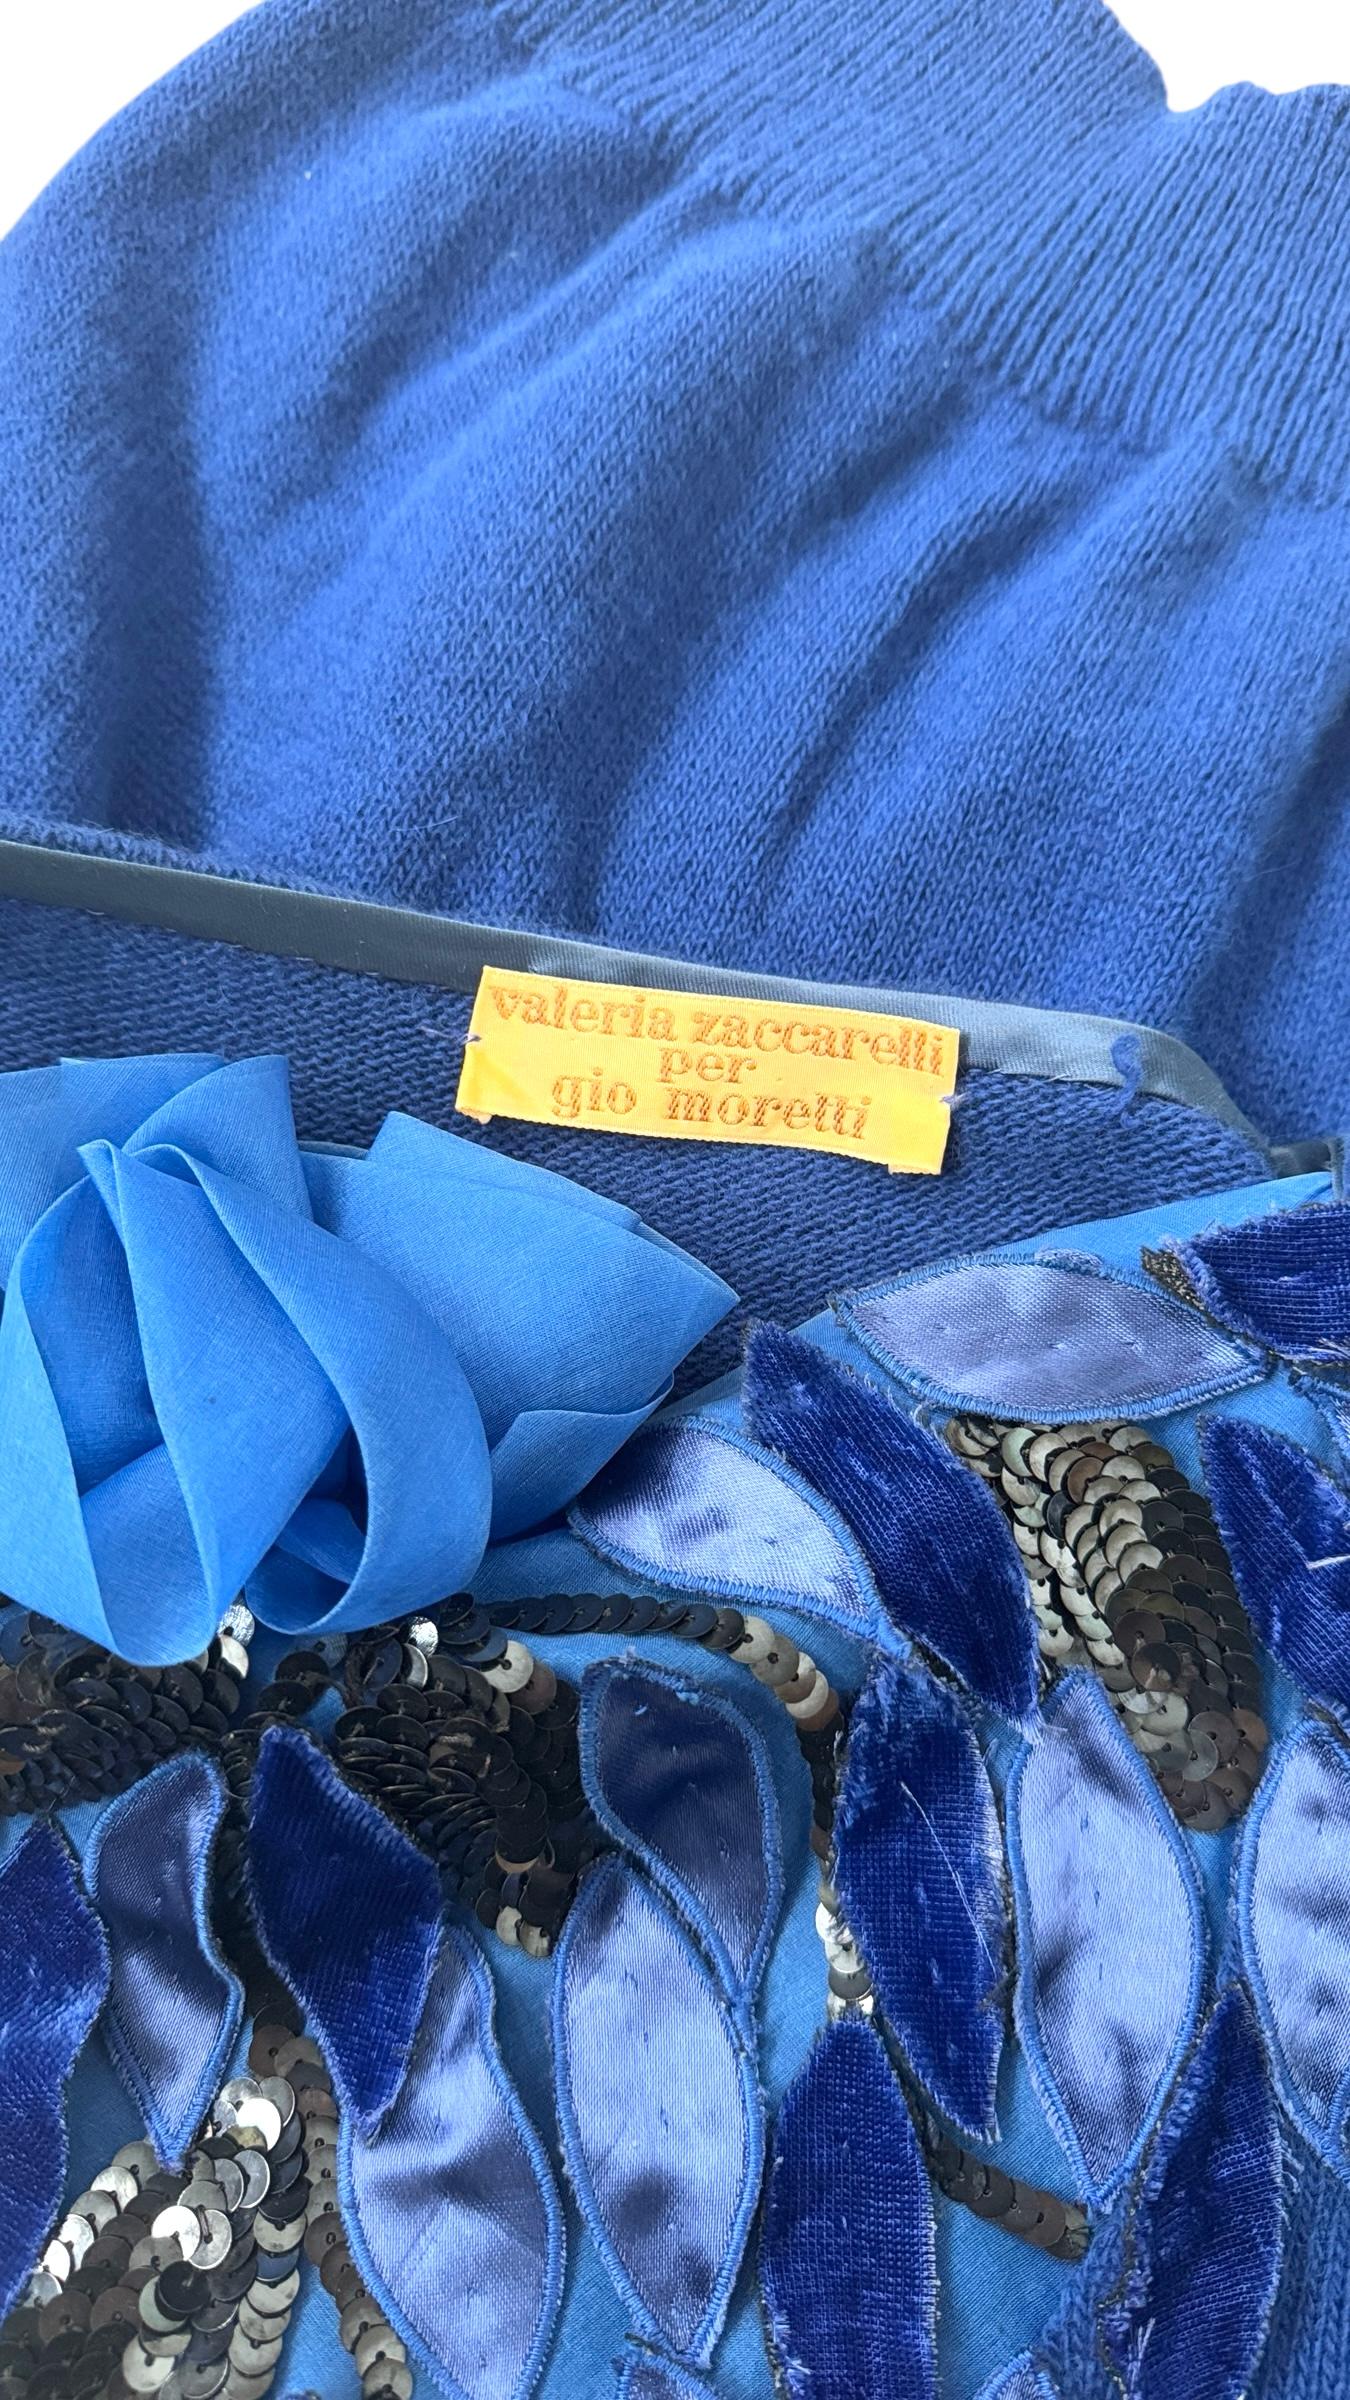 valeria zaccarelli
per
gio moretti